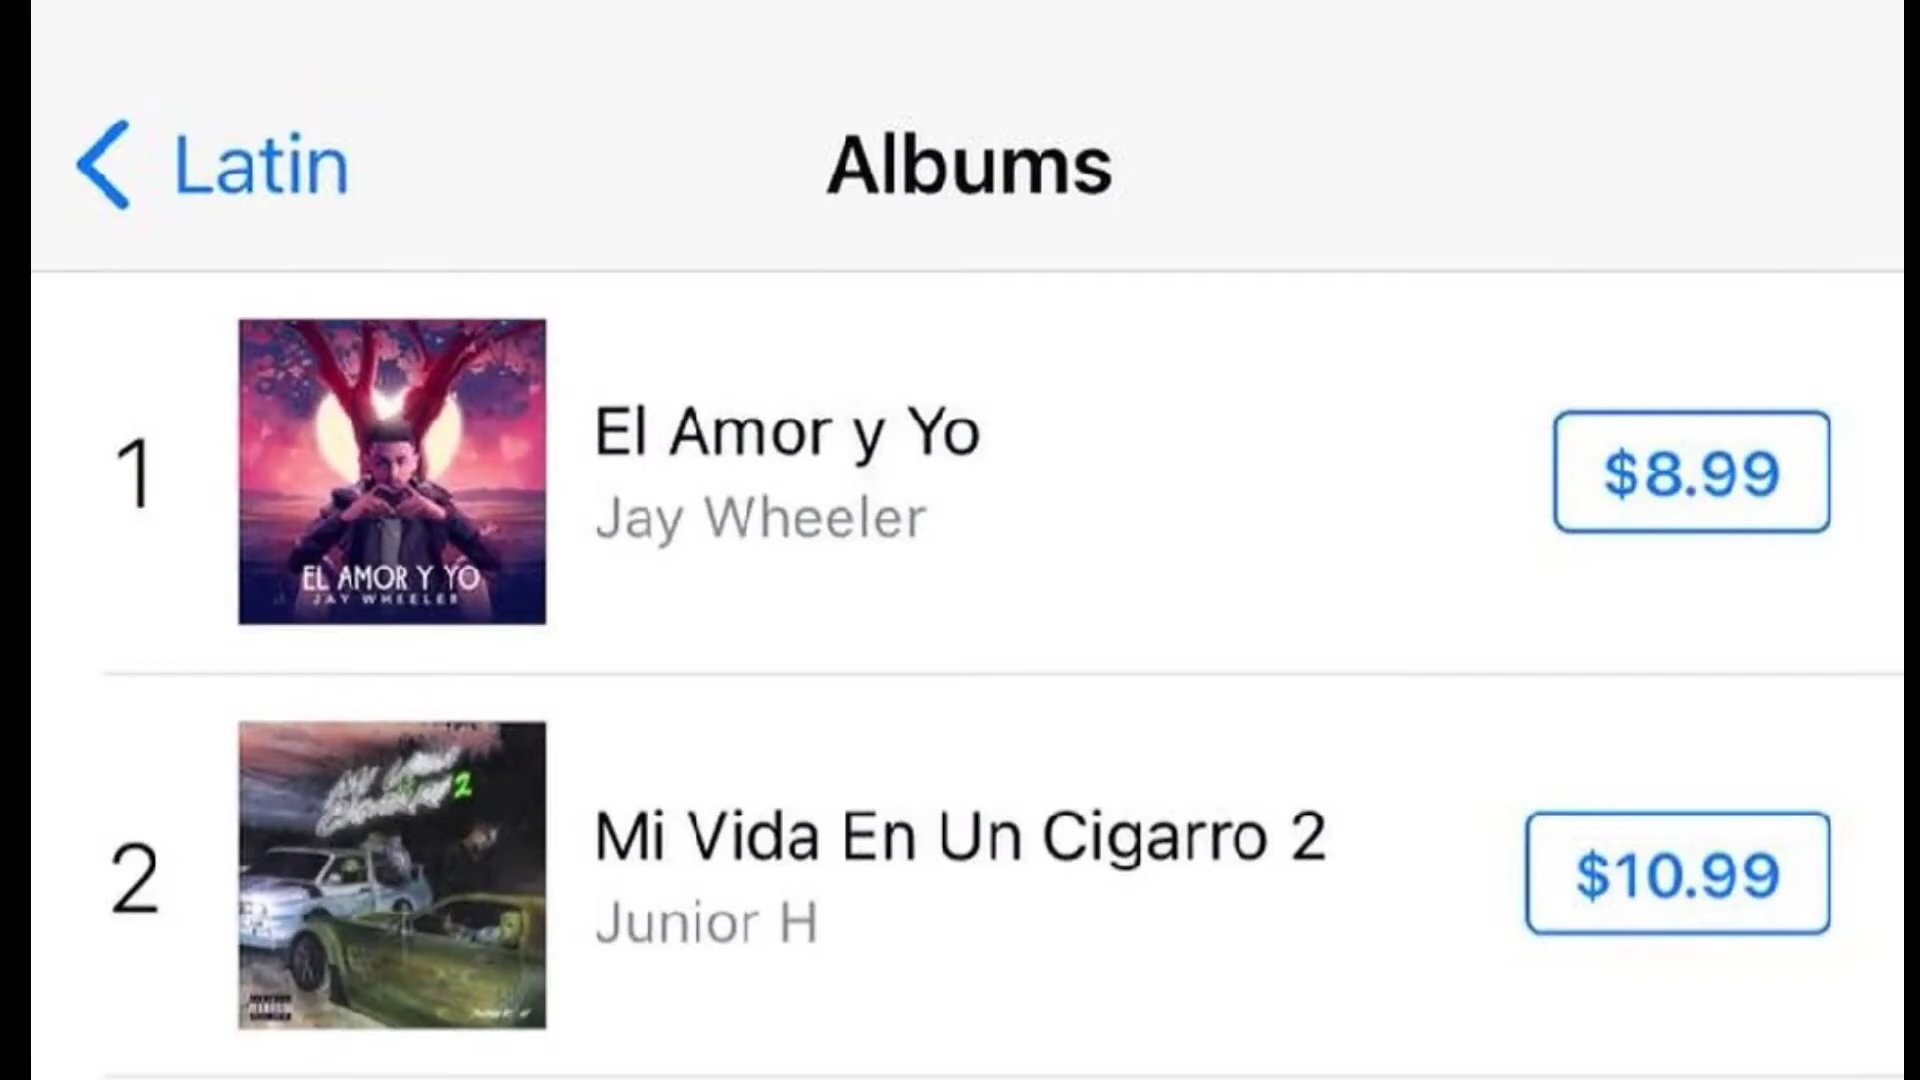 Latin
Albums
1
El Amor y Yo
Jay Wheeler
$8.99
EL AMOR Y YO
JAY WHEELER
2
Mi Vida En Un Cigarro 2
Junior H
$10.99
2